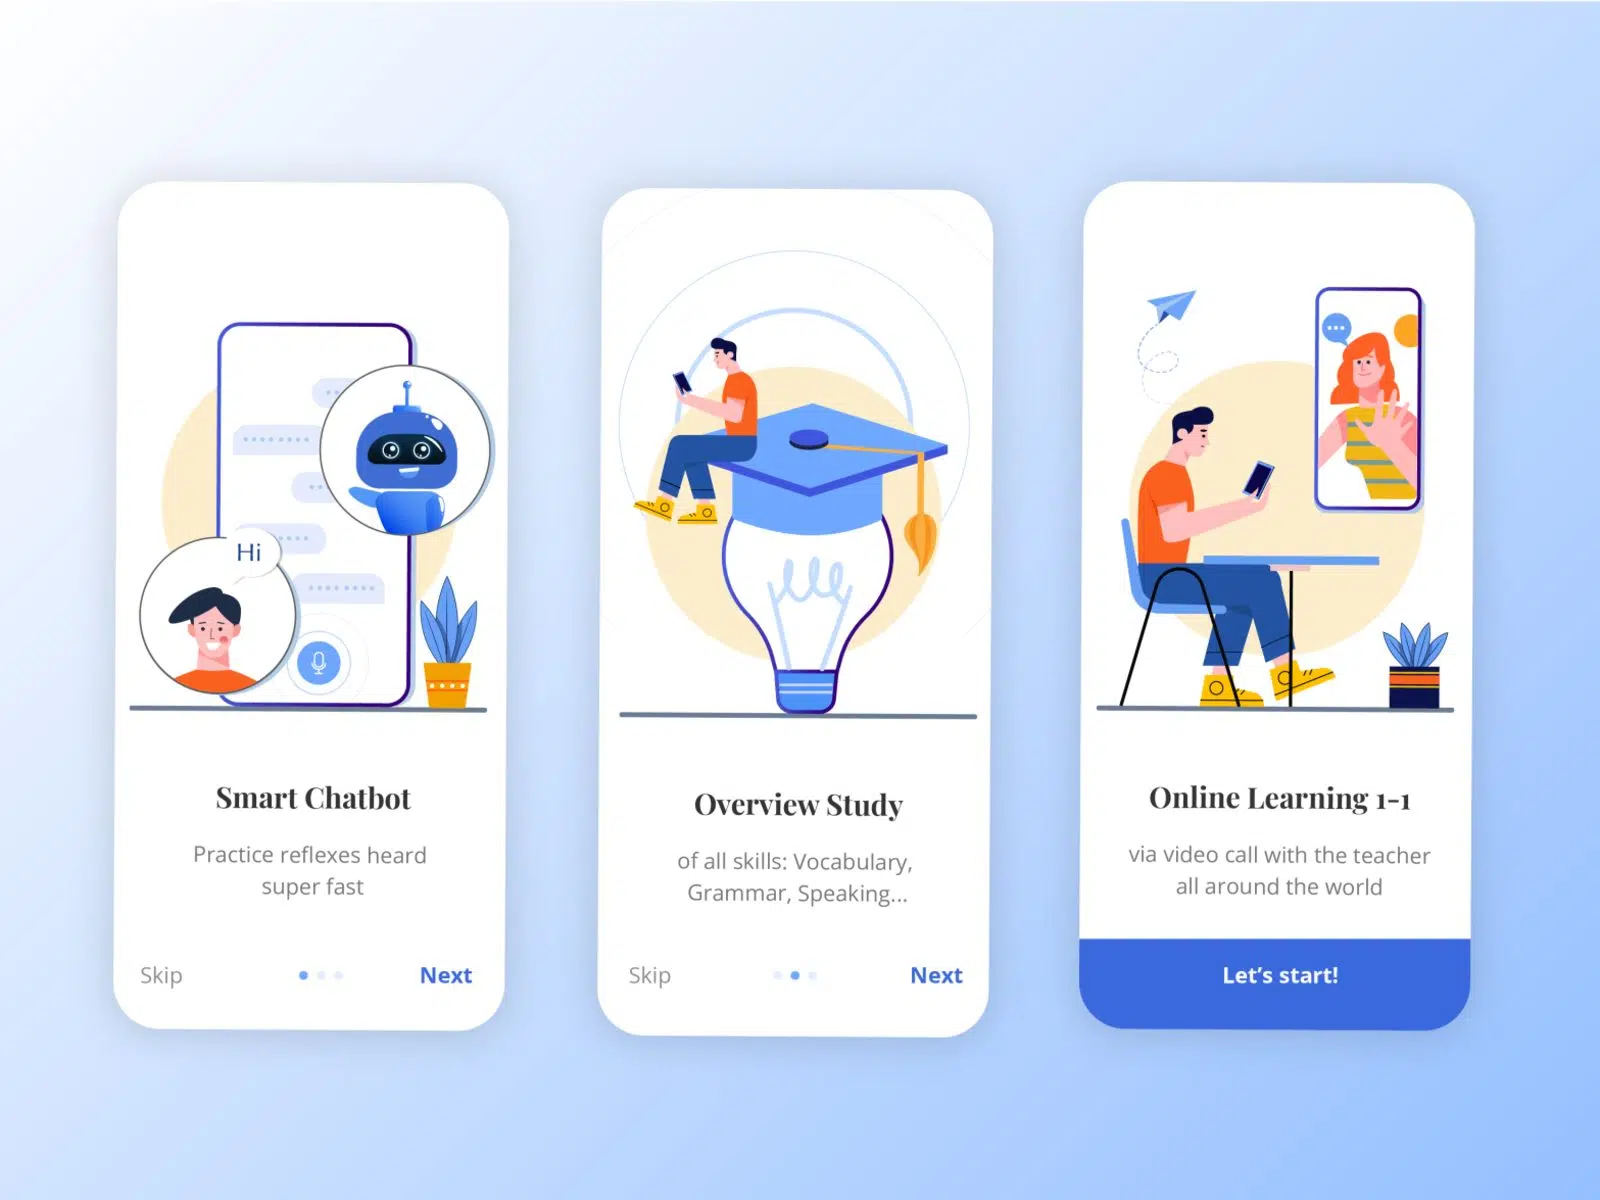 Hi
Smart Chatbot
Practice reflexes heard
super fast
Skip
Next
Overview Study
of all skills: Vocabulary,
Grammar, Speaking...
Skip
Next
Online Learning 1-1
via video call with the teacher
all around the world
Let's start!